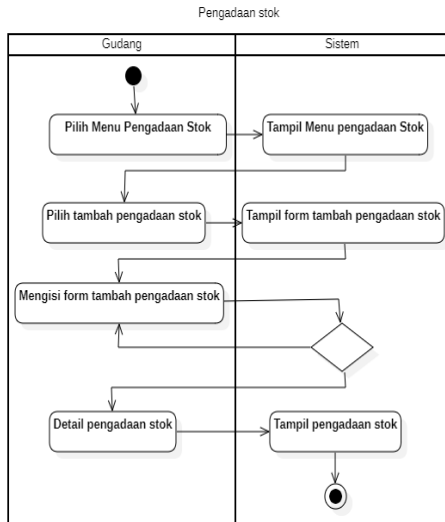 Pengadaan stok
Gudang
Sistem
Pilih Menu Pengadaan Stok
Tampil Menu pengadaan Stok
Pilih tambah pengadaan stok
Tampil form tambah pengadaan stok
Mengisi form tambah pengadaan stok
Detail pengadaan stok
Tampil pengadaan stok